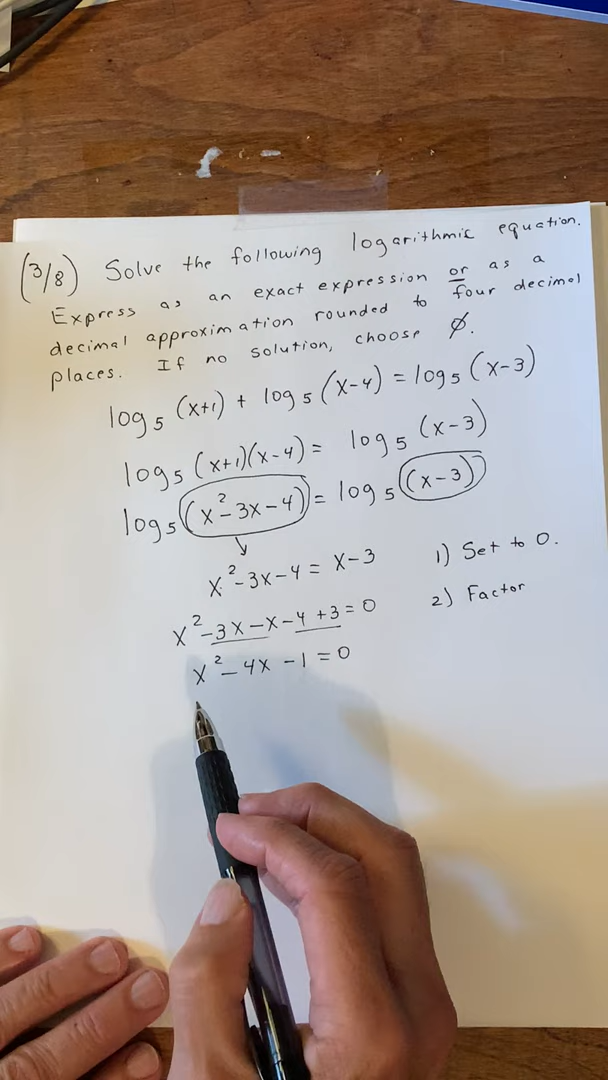 (3/8) Solve the following logarithmic equation.
Express as an exact expression or as a
decimal approximation rounded to four decimal
places. If no solution, choose ∅.
log₅(x+1) + log₅(x-4) = log₅(x-3)
log₅(x+1)(x-4) = log₅(x-3)
log₅(x²-3x-4) = log₅(x-3)
x²-3x-4 = x-3
1) Set to 0.
x²-3x-x-4+3=0
2) Factor
x²-4x-1=0